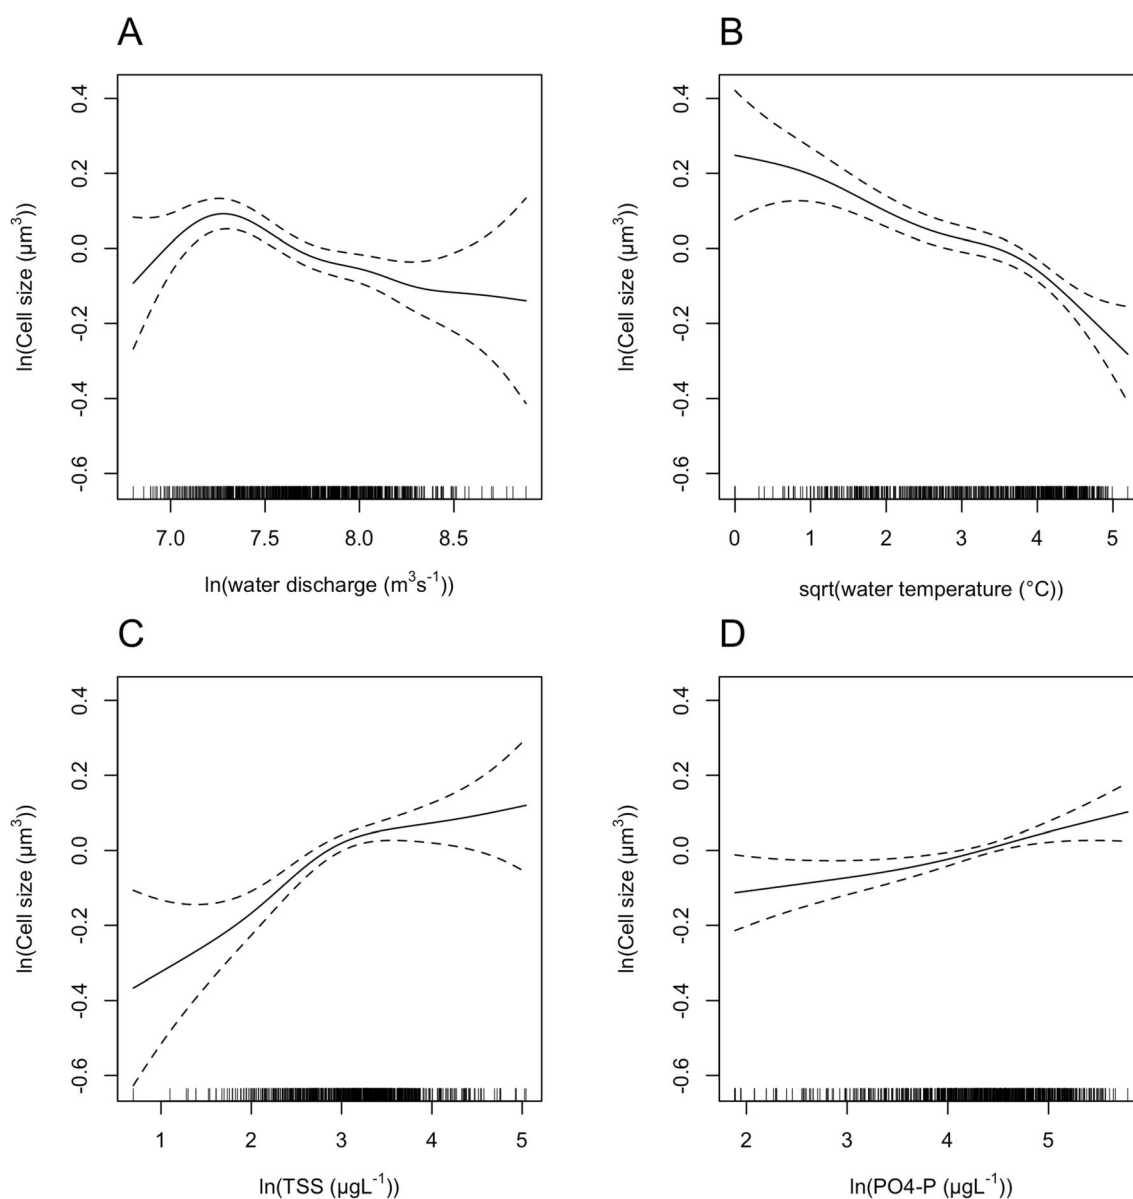 A
B
0.4
0.2
0.0
-0.2
-0.4
-0.6
ln(Cell size (µm³))
7.0 7.5 8.0 8.5
ln(water discharge (m³s⁻¹))
0.4
0.2
0.0
-0.2
-0.4
-0.6
ln(Cell size (µm³))
0 1 2 3 4 5
sqrt(water temperature (°C))
C
D
0.4
0.2
0.0
-0.2
-0.4
-0.6
ln(Cell size (µm³))
1 2 3 4 5
ln(TSS (µgL⁻¹))
0.4
0.2
0.0
-0.2
-0.4
-0.6
ln(Cell size (µm³))
2 3 4 5
ln(PO4-P (µgL⁻¹))